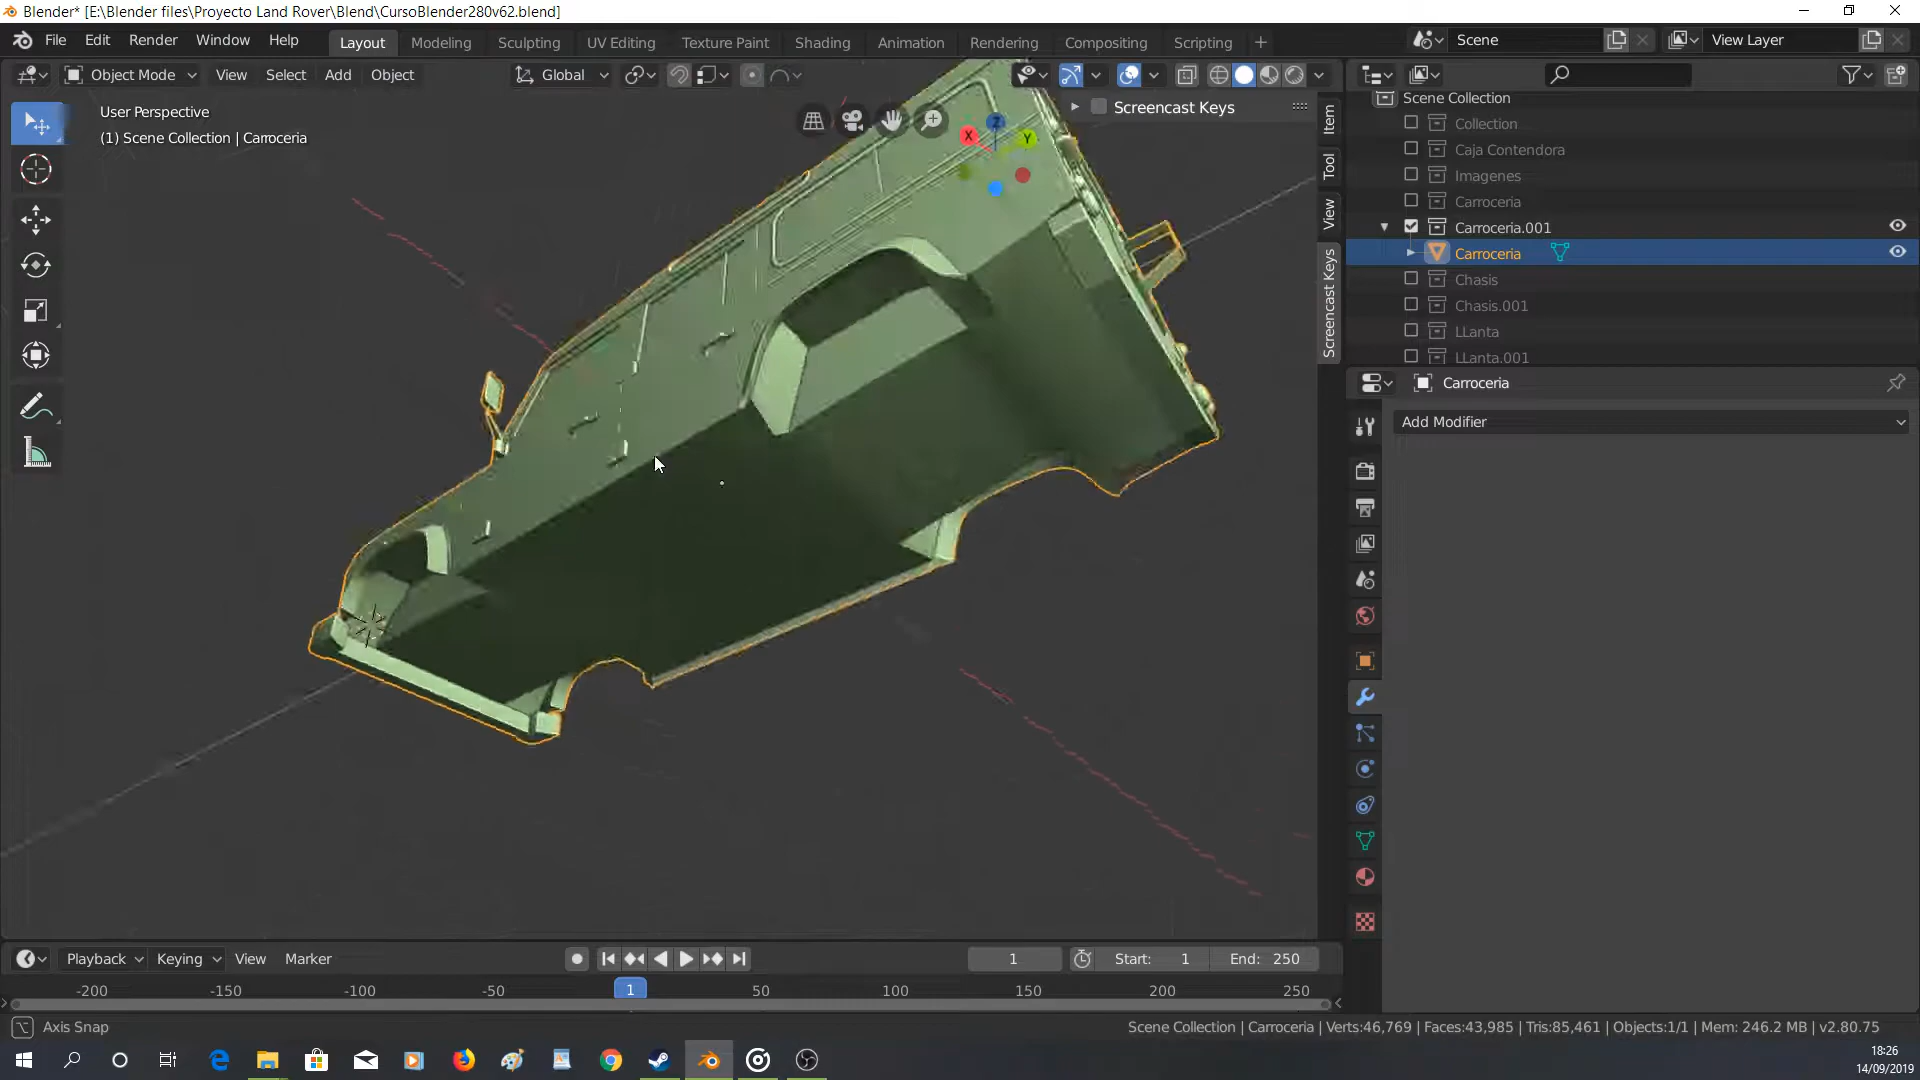 Blender* [E:\Blender files\Proyecto Land Rover\Blend\CursoBlender280v62.blend]
File Edit Render Window Help Layout Modeling Sculpting UV Editing Texture Paint Shading Animation Rendering Compositing Scripting + Scene View Layer
Object Mode View Select Add Object Global
User Perspective
(1) Scene Collection | Carroceria
Screencast Keys
X Y Z
Item
Tool
View
Screencast Keys
Scene Collection
Collection
Caja Contendora
Imagenes
Carroceria
Carroceria.001
Carroceria
Chasis
Chasis.001
LLanta
LLanta.001
Carroceria
Add Modifier
Playback Keying View Marker 1 Start: 1 End: 250
-200 -150 -100 -50 1 50 100 150 200 250
Axis Snap
Scene Collection | Carroceria | Verts:46,769 | Faces:43,985 | Tris:85,461 | Objects:1/1 | Mem: 246.2 MB | v2.80.75
18:26
14/09/2019